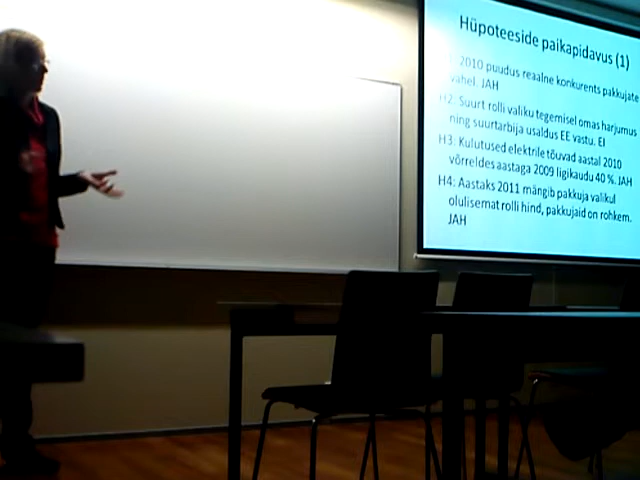 Hüpoteeside paikapidavus (1)
2010 puudus reaalne konkurents pakkujate
vahel. JAH
H2: Suurt rolli valiku tegemisel omas harjumus
ning suurtarbija usaldus EE vastu. EI
H3: Kulutused elektrile tõuvad aastal 2010
võrreldes aastaga 2009 ligikaudu 40 %. JAH
H4: Aastaks 2011 mängib pakkuja valikul
olulisemat rolli hind, pakkujaid on rohkem.
JAH